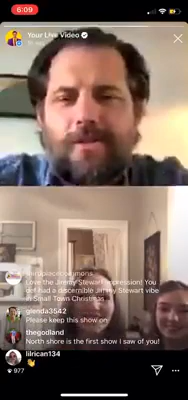 6:09
Your Live Video
Love the Jimmy Stewart impression! You
def had a discernible Jimmy Stewart vibe
in Small Town Christmas
glenda3542
Please keep this show on
thegodland
North shore is the first show I saw of you!
lilrican134
👋
977